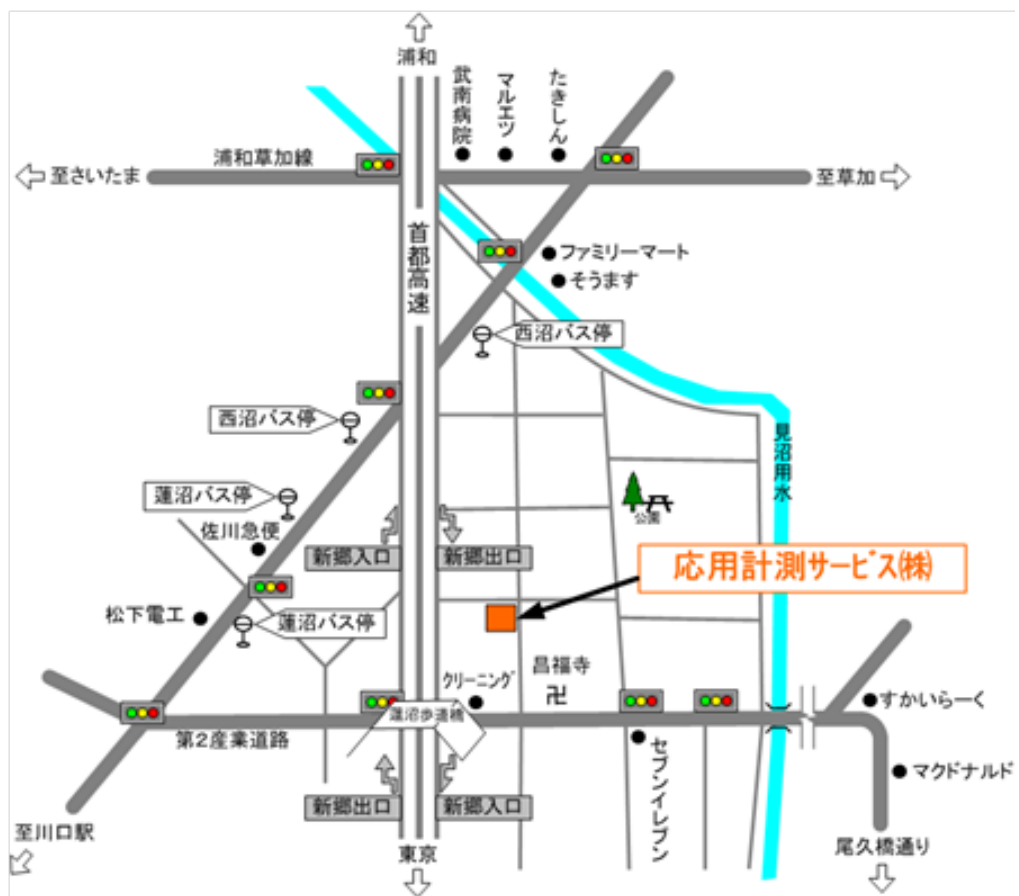 浦和
武南病院
マルエツ
たきしん
浦和草加線
至さいたま
至草加
首都高速
ファミリーマート
そうます
西沼バス停
西沼バス停
見沼用水
蓮沼バス停
公園
佐川急便
新郷入口
新郷出口
応用計測サービス㈱
松下電工
蓮沼バス停
昌福寺
クリーニング
卍
すかいらーく
蓮沼歩道橋
第2産業道路
セブンイレブン
マクドナルド
新郷出口
新郷入口
至川口駅
東京
尾久橋通り